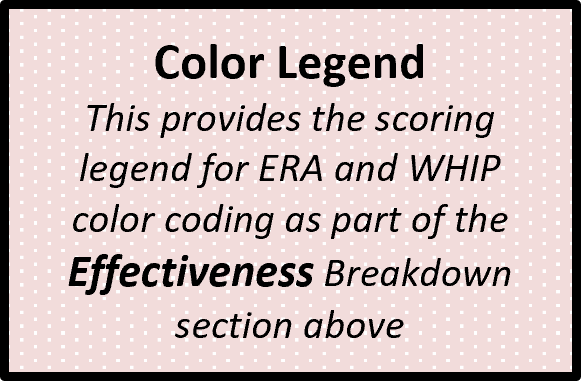 Color Legend
This provides the scoring
legend for ERA and WHIP
color coding as part of the
Effectiveness Breakdown
section above